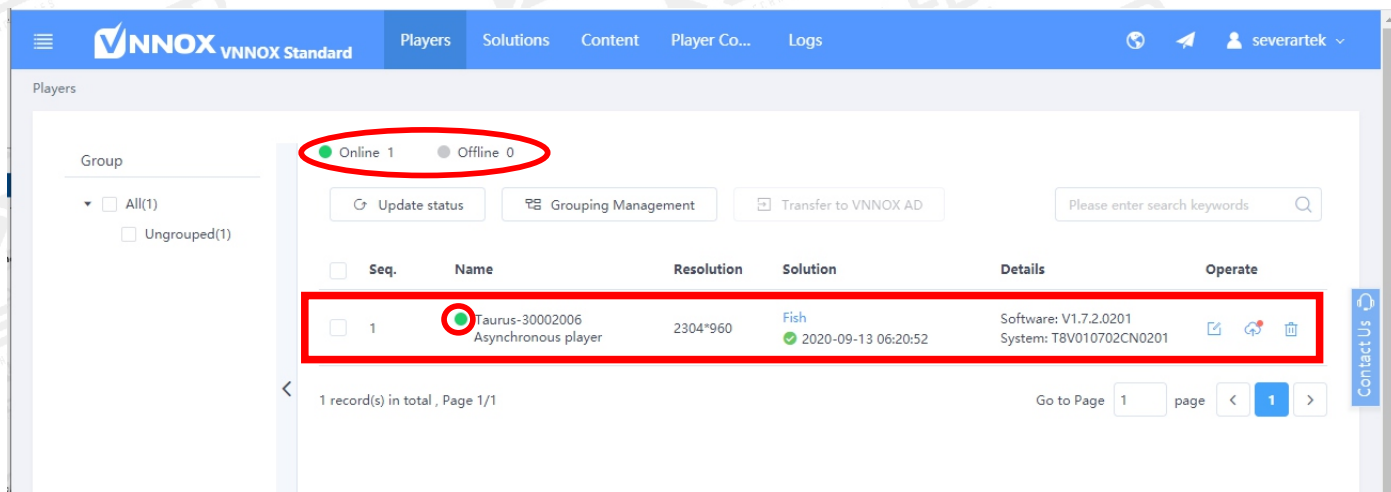 VNNOX VNNOX Standard Players Solutions Content Player Co... Logs severartek
Players
Group
All(1)
Ungrouped(1)
Online 1 Offline 0
Update status Grouping Management Transfer to VNNOX AD Please enter search keywords
Seq. Name Resolution Solution Details Operate
1 Taurus-30002006 2304*960 Fish Software: V1.7.2.0201
Asynchronous player 2020-09-13 06:20:52 System: T8V010702CN0201
1 record(s) in total , Page 1/1 Go to Page 1 page 1
Contact Us